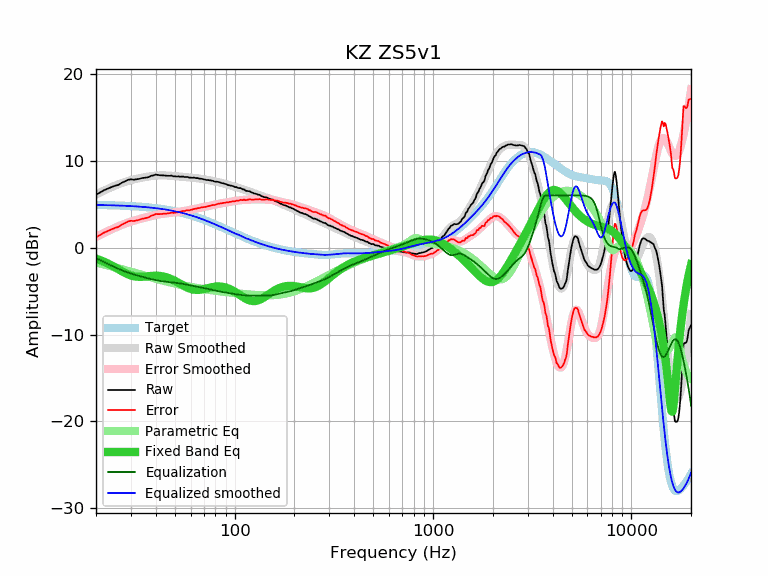 KZ ZS5v1
Amplitude (dBr)
20
10
0
−10
−20
−30
Target
Raw Smoothed
Error Smoothed
Raw
Error
Parametric Eq
Fixed Band Eq
Equalization
Equalized smoothed
100
1000
10000
Frequency (Hz)